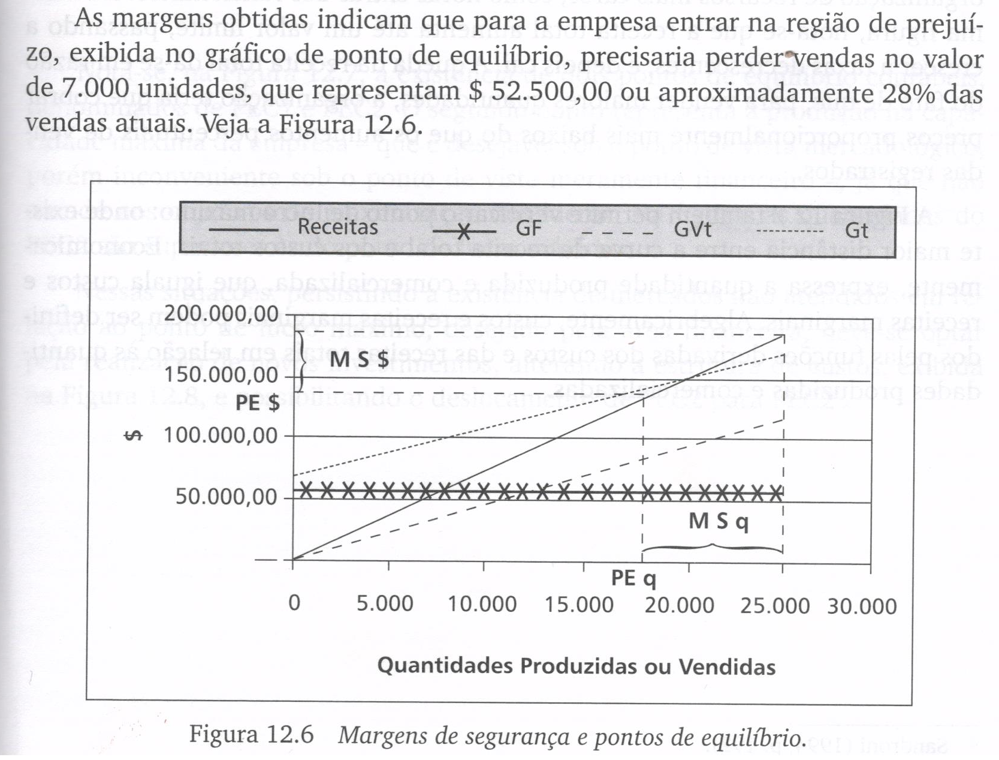 As margens obtidas indicam que para a empresa entrar na região de prejuí-
zo, exibida no gráfico de ponto de equilíbrio, precisaria perder vendas no valor
de 7.000 unidades, que representam $ 52.500,00 ou aproximadamente 28% das
vendas atuais. Veja a Figura 12.6.
Receitas GF GVt Gt
200.000,00
M S $
150.000,00
PE $
$ 100.000,00
50.000,00
M S q
PE q
0 5.000 10.000 15.000 20.000 25.000 30.000
Quantidades Produzidas ou Vendidas
Figura 12.6 Margens de segurança e pontos de equilíbrio.